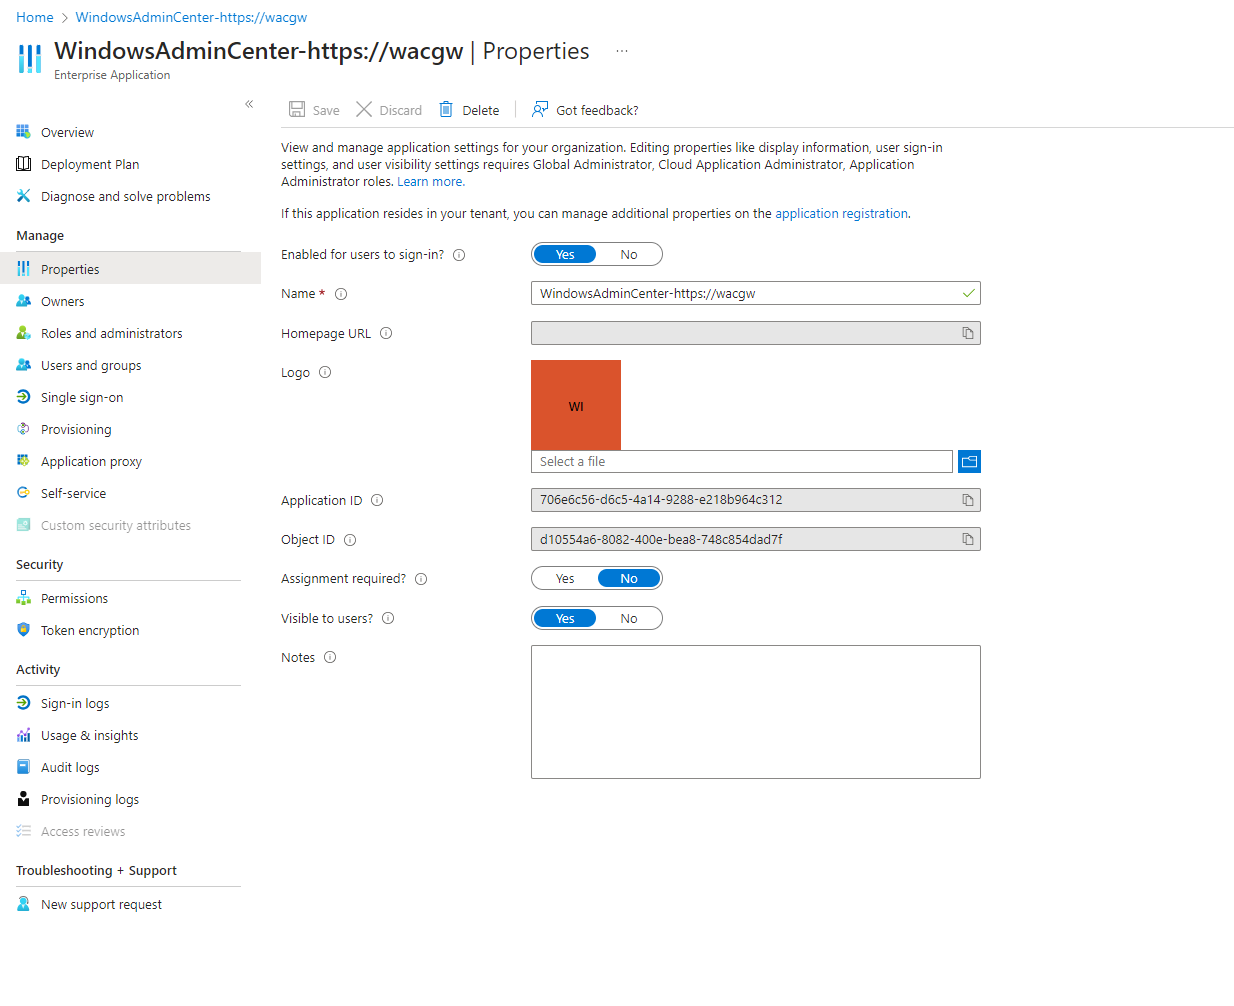 Home > WindowsAdminCenter-https://wacgw
WindowsAdminCenter-https://wacgw | Properties ...
Enterprise Application
«
Overview
Deployment Plan
Diagnose and solve problems
Manage
Properties
Owners
Roles and administrators
Users and groups
Single sign-on
Provisioning
Application proxy
Self-service
Custom security attributes
Security
Permissions
Token encryption
Activity
Sign-in logs
Usage & insights
Audit logs
Provisioning logs
Access reviews
Troubleshooting + Support
New support request
Save Discard Delete Got feedback?
View and manage application settings for your organization. Editing properties like display information, user sign-in
settings, and user visibility settings requires Global Administrator, Cloud Application Administrator, Application
Administrator roles. Learn more.
If this application resides in your tenant, you can manage additional properties on the application registration.
Enabled for users to sign-in? Yes No
Name * WindowsAdminCenter-https://wacgw
Homepage URL
Logo
WI
Select a file
Application ID 706e6c56-d6c5-4a14-9288-e218b964c312
Object ID d10554a6-8082-400e-bea8-748c854dad7f
Assignment required? Yes No
Visible to users? Yes No
Notes